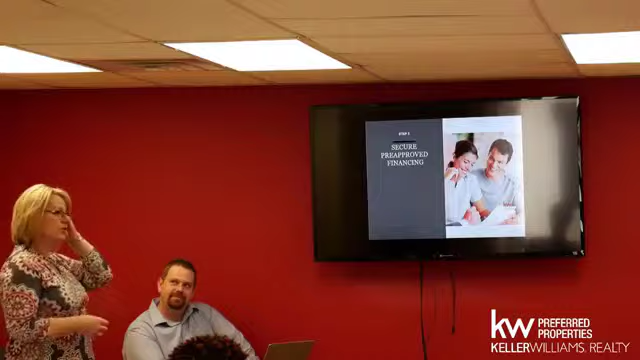 STEP 3
SECURE
PREAPPROVED
FINANCING
kw PREFERRED
PROPERTIES
KELLERWILLIAMS. REALTY